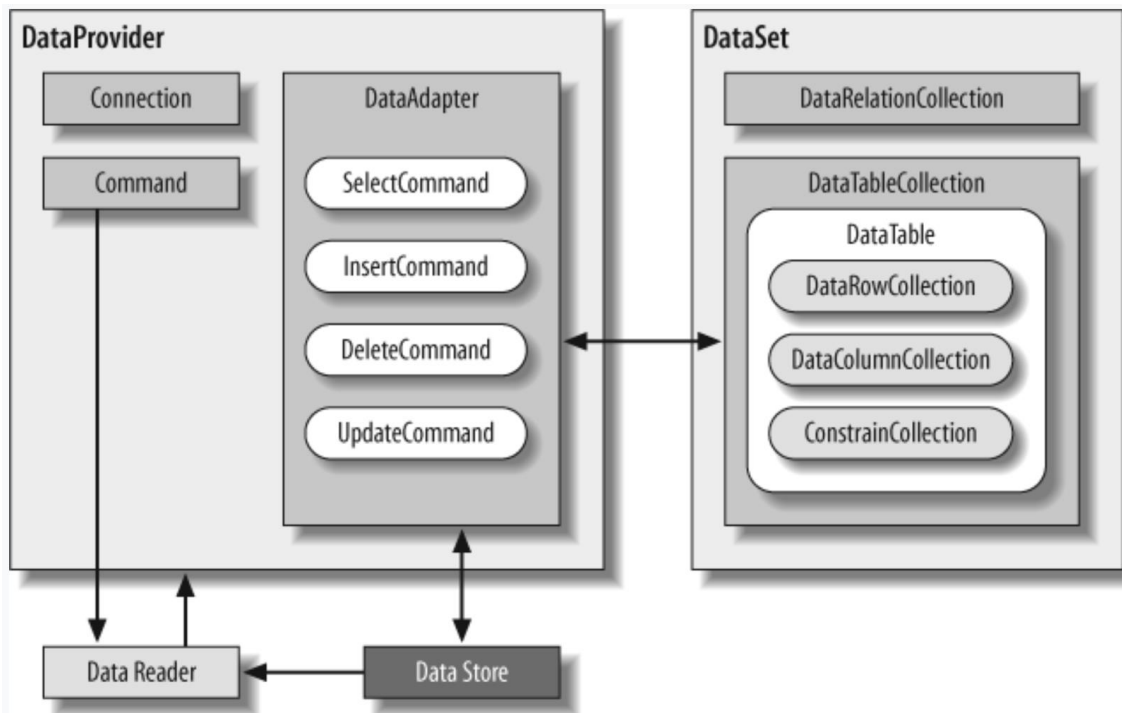 DataProvider
Connection
Command
DataAdapter
SelectCommand
InsertCommand
DeleteCommand
UpdateCommand
Data Reader
Data Store
DataSet
DataRelationCollection
DataTableCollection
DataTable
DataRowCollection
DataColumnCollection
ConstrainCollection